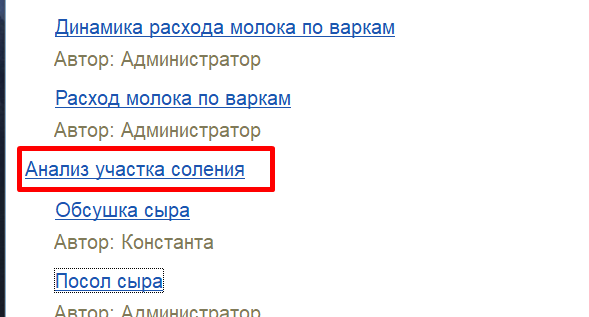 Динамика расхода молока по варкам
Автор: Администратор
Расход молока по варкам
Автор: Администратор
Анализ участка соления
Обсушка сыра
Автор: Константа
Посол сыра
Автор: Администратор